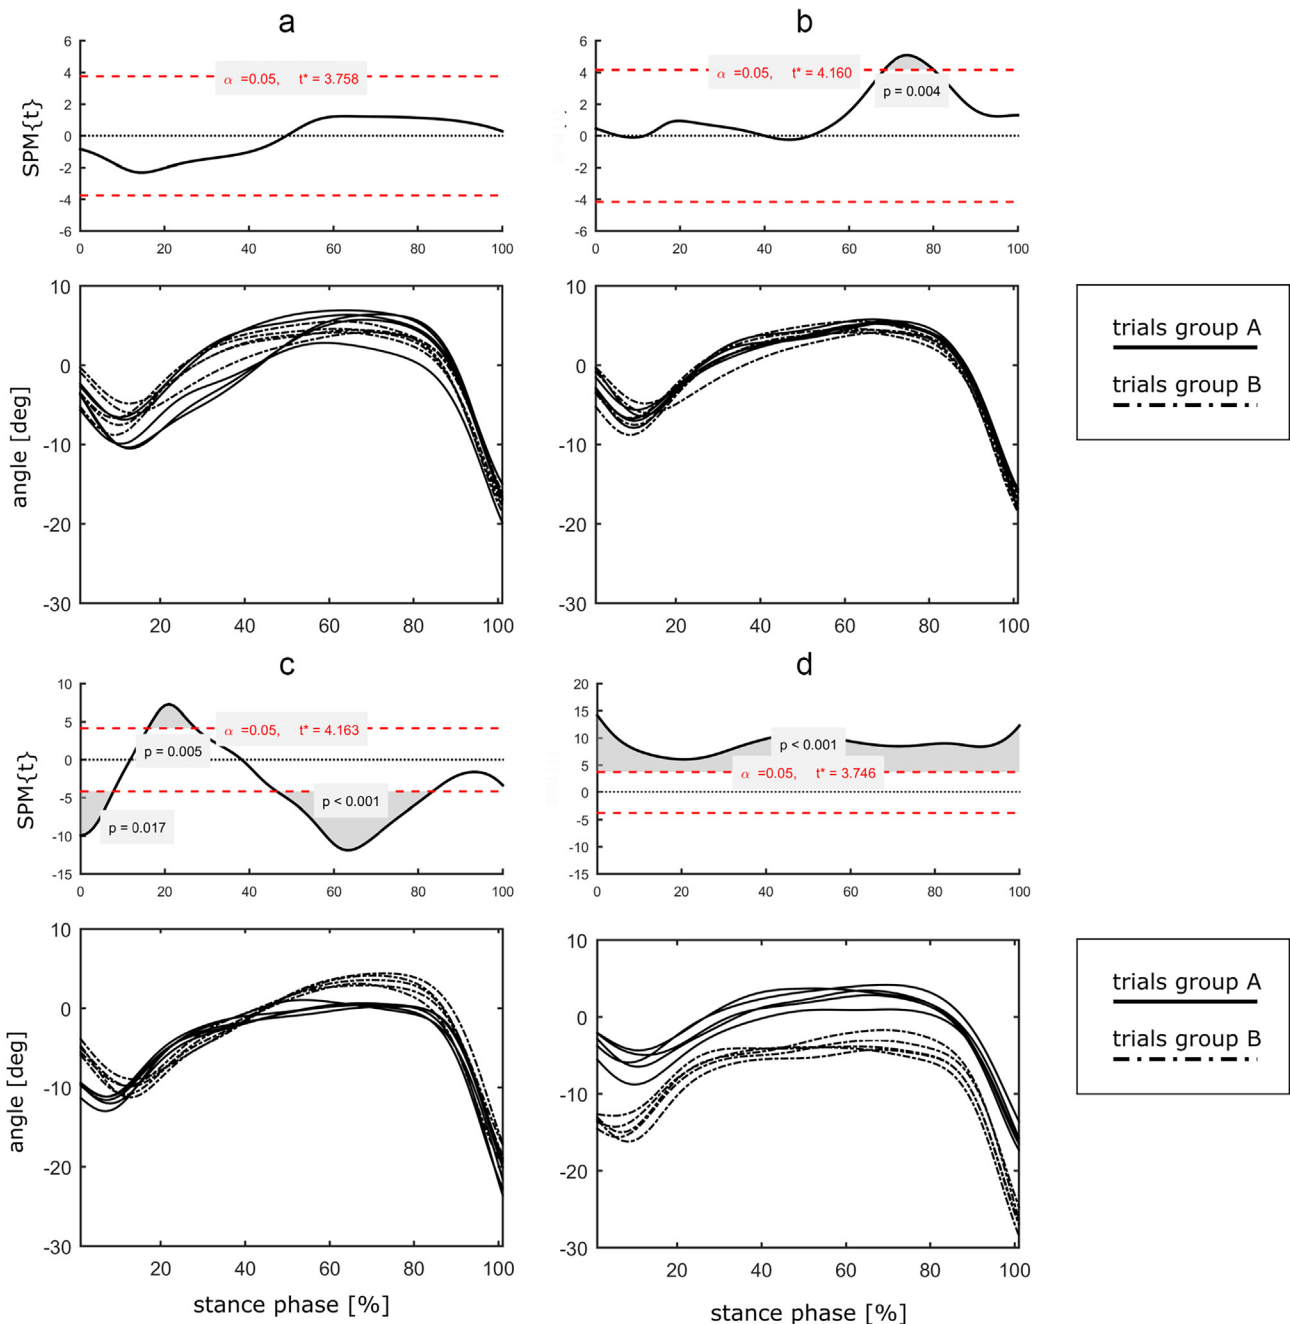 a
SPM{t}
6
4
2
0
-2
-4
-6
α =0.05, t* = 3.758
0 20 40 60 80 100
b
6
4
2
0
-2
-4
-6
α =0.05, t* = 4.160
p = 0.004
0 20 40 60 80 100
angle [deg]
10
0
-10
-20
-30
20 40 60 80 100
10
0
-10
-20
-30
20 40 60 80 100
trials group A
trials group B
c
SPM{t}
10
5
0
-5
-10
-15
α =0.05, t* = 4.163
p = 0.005
p < 0.001
p = 0.017
0 20 40 60 80 100
d
20
15
10
5
0
-5
-10
-15
p < 0.001
α =0.05, t* = 3.746
0 20 40 60 80 100
angle [deg]
10
0
-10
-20
-30
20 40 60 80 100
stance phase [%]
10
0
-10
-20
-30
20 40 60 80 100
stance phase [%]
trials group A
trials group B